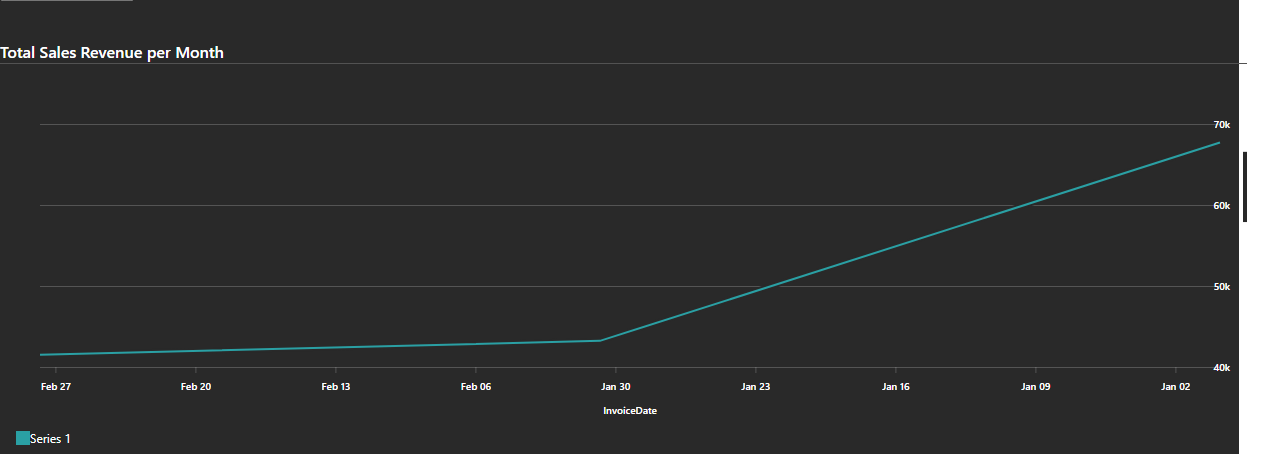 Total Sales Revenue per Month
70k
60k
50k
40k
Feb 27 Feb 20 Feb 13 Feb 06 Jan 30 Jan 23 Jan 16 Jan 09 Jan 02
InvoiceDate
Series 1